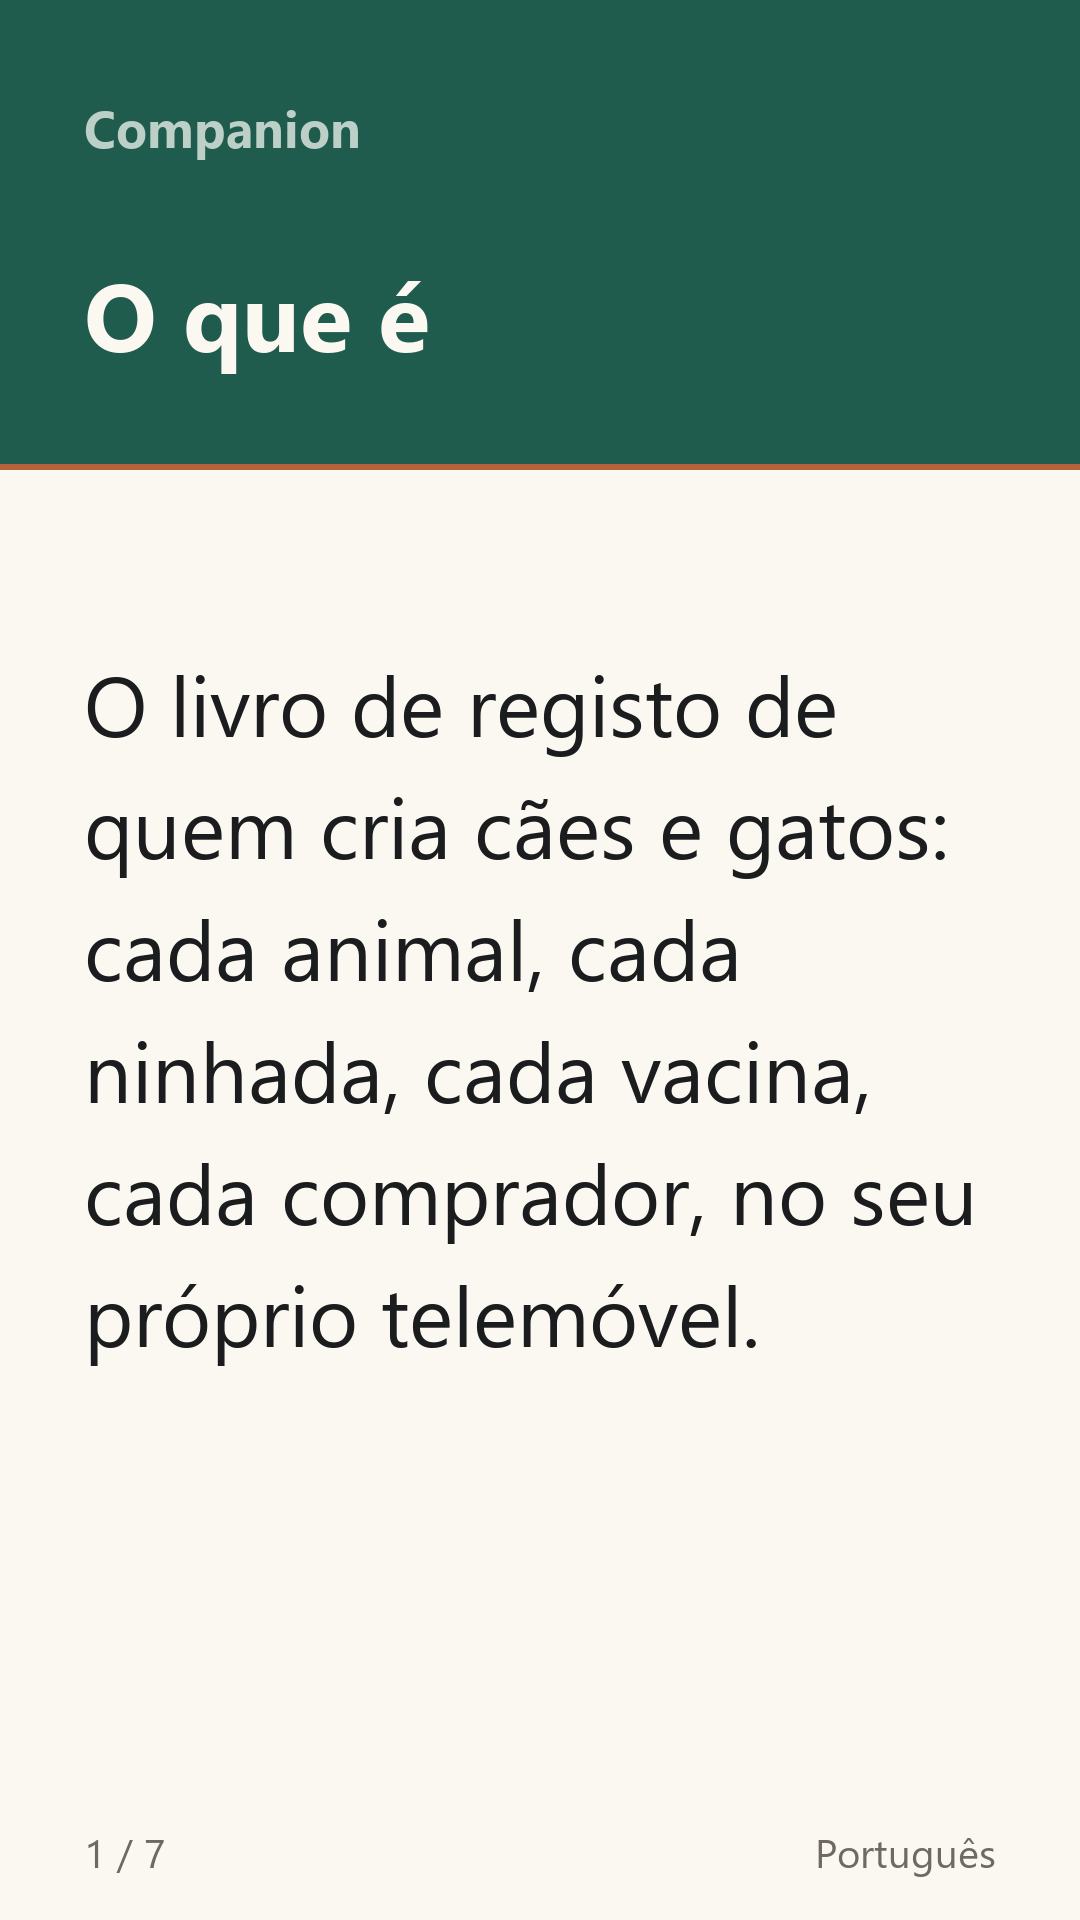 Companion
O que é
O livro de registo de
quem cria cães e gatos:
cada animal, cada
ninhada, cada vacina,
cada comprador, no seu
próprio telemóvel.
1 / 7
Português